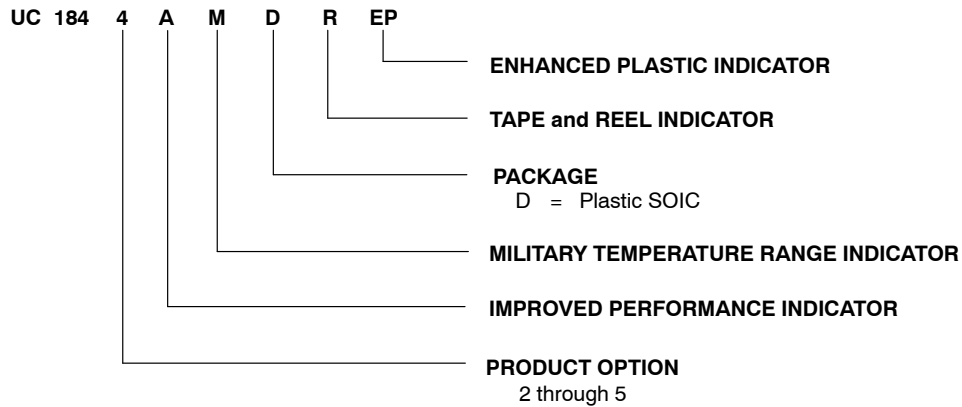 UC 184 4 A M D R EP
ENHANCED PLASTIC INDICATOR
TAPE and REEL INDICATOR
PACKAGE
D = Plastic SOIC
MILITARY TEMPERATURE RANGE INDICATOR
IMPROVED PERFORMANCE INDICATOR
PRODUCT OPTION
2 through 5